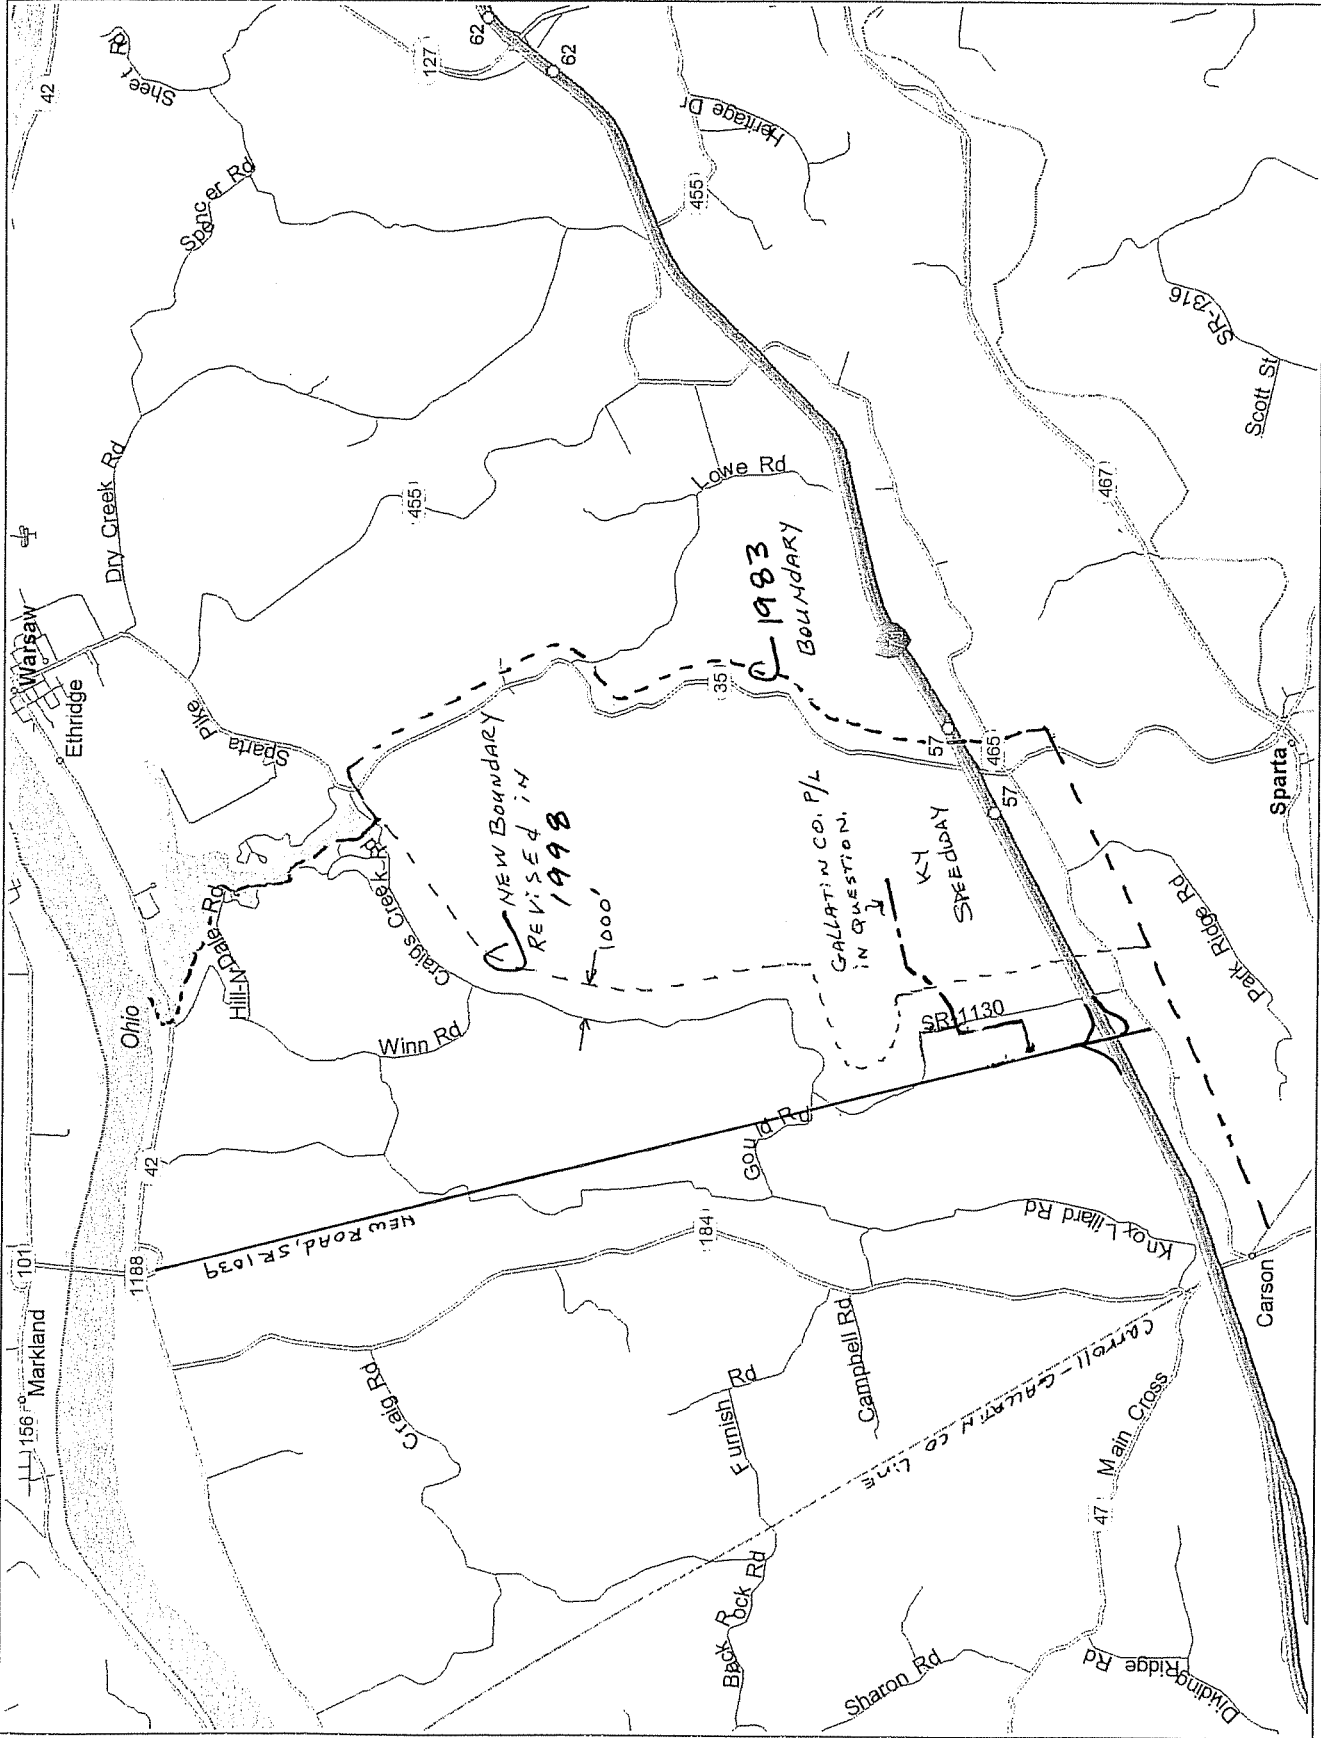 42
Sheet Rd
127
62
62
Spencer Rd
Heritage Dr
455
SR-7316
Scott St
Dry Creek Rd
455
Lowe Rd
467
Warsaw
Ethridge
Sparta Pike
1983
BOUNDARY
35
57
465
57
Sparta
NEW BOUNDARY
REVISED IN
1998
1000'
GALLATIN CO. P/L
IN QUESTION.
KY
SPEEDWAY
Park Ridge Rd
Ohio
Hill-N-Dale Rd
Craigs Creek Rd
Winn Rd
SR-1130
42
Gould Rd
NEW ROAD, SR 1039
101
1188
184
Knox Lillard Rd
Carson
Markland
156
Craig Rd
Furnish Rd
Campbell Rd
CARROLL-GALLATIN CO LINE
47
Main Cross
Back Rock Rd
Sharon Rd
Dividing Ridge Rd